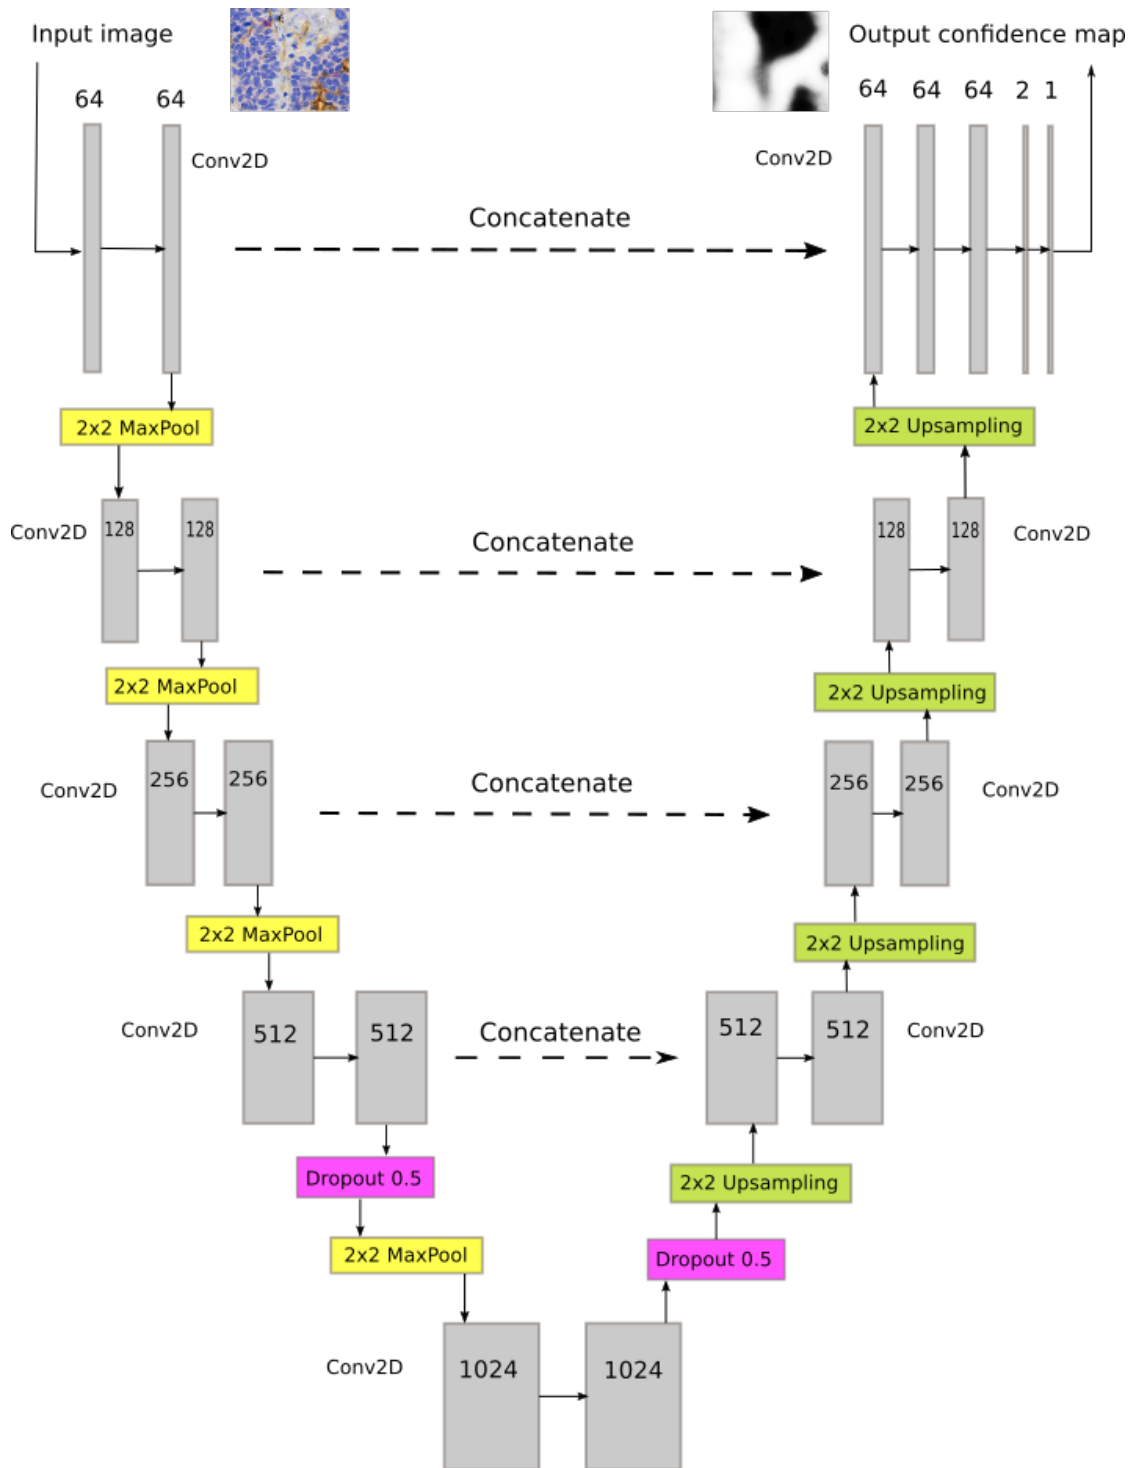 Input image
Output confidence map
64 64
64 64 64 2 1
Conv2D
Conv2D
Concatenate
2x2 MaxPool
2x2 Upsampling
Conv2D
128 128
Concatenate
128 128
Conv2D
2x2 MaxPool
2x2 Upsampling
Conv2D
256 256
Concatenate
256 256
Conv2D
2x2 MaxPool
2x2 Upsampling
Conv2D
512 512
Concatenate
512 512
Conv2D
Dropout 0.5
2x2 Upsampling
2x2 MaxPool
Dropout 0.5
Conv2D
1024 1024